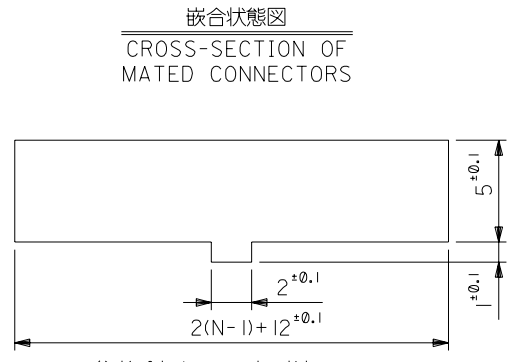 嵌合状態図
CROSS-SECTION OF
MATED CONNECTORS
5±0.1
1±0.1
2±0.1
2(N-1)+12±0.1